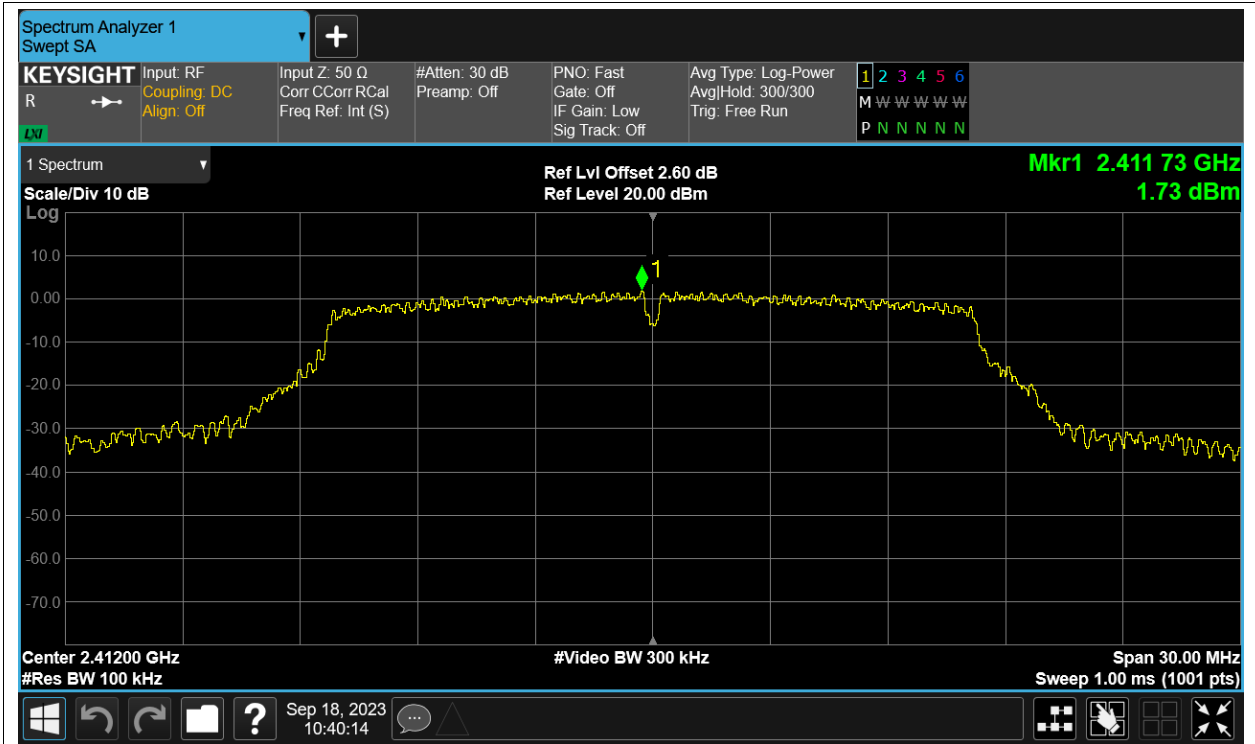 Spectrum Analyzer 1
Swept SA
KEYSIGHT
R
LXI
Input: RF
Coupling: DC
Align: Off
Input Z: 50 Ω
Corr CCorr RCal
Freq Ref: Int (S)
#Atten: 30 dB
Preamp: Off
PNO: Fast
Gate: Off
IF Gain: Low
Sig Track: Off
Avg Type: Log-Power
Avg|Hold: 300/300
Trig: Free Run
1 2 3 4 5 6
M W W W W W
P N N N N N
1 Spectrum
Scale/Div 10 dB
Log
Ref Lvl Offset 2.60 dB
Ref Level 20.00 dBm
Mkr1 2.411 73 GHz
1.73 dBm
1
10.0
0.00
-10.0
-20.0
-30.0
-40.0
-50.0
-60.0
-70.0
Center 2.41200 GHz
#Res BW 100 kHz
#Video BW 300 kHz
Span 30.00 MHz
Sweep 1.00 ms (1001 pts)
?
Sep 18, 2023
10:40:14